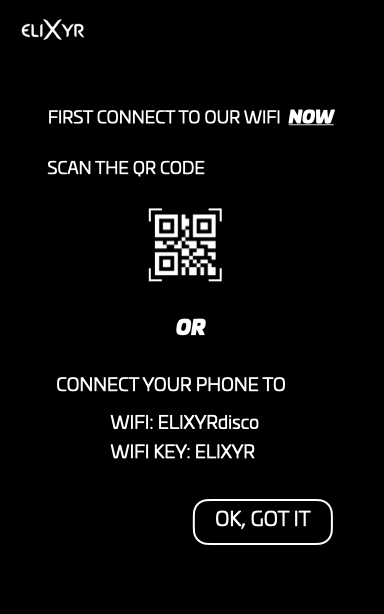 ELIXYR
FIRST CONNECT TO OUR WIFI NOW
SCAN THE QR CODE
OR
CONNECT YOUR PHONE TO
WIFI: ELIXYRdisco
WIFI KEY: ELIXYR
OK, GOT IT